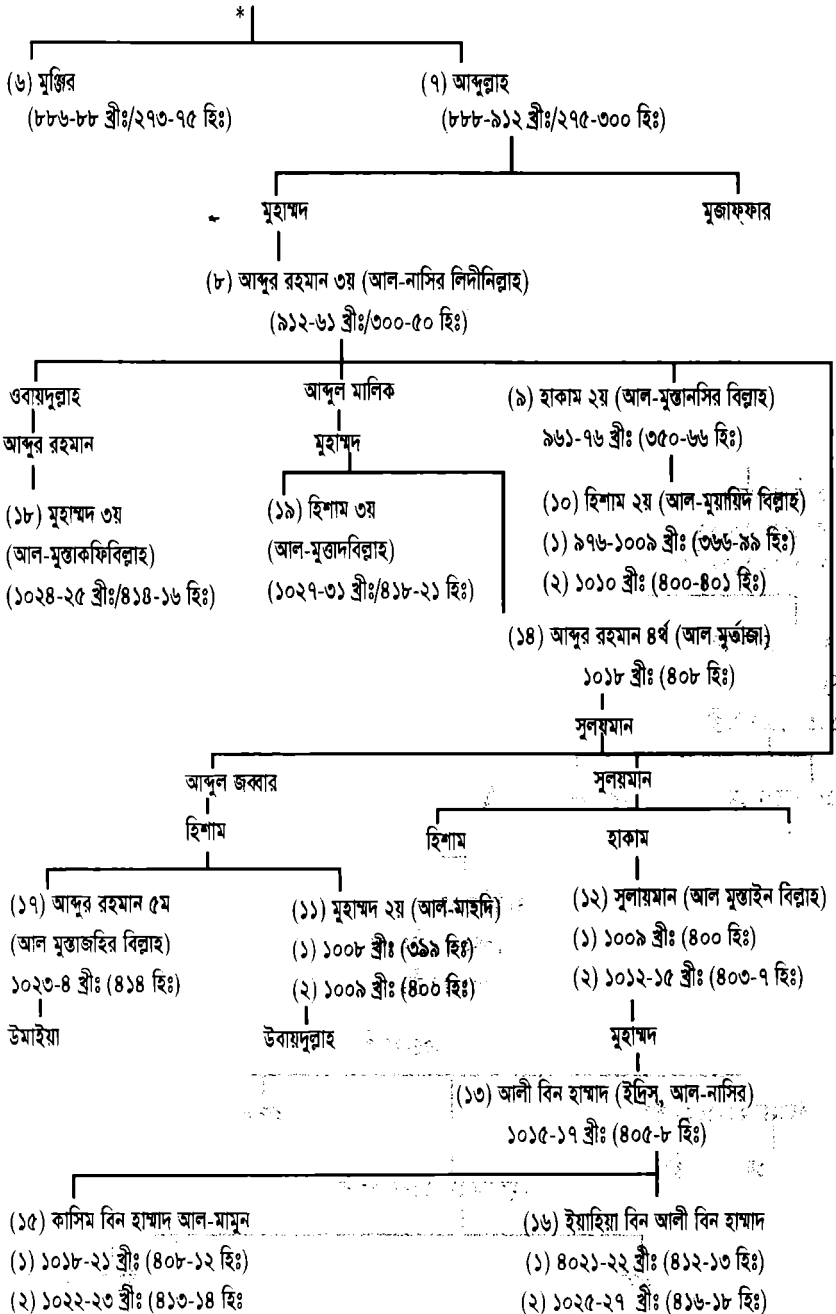 *
(৬) মুঞ্জির
(৮৮৬-৮৮ খ্রীঃ/২৭৩-৭৫ হিঃ)
(৭) আব্দুল্লাহ
(৮৮৮-৯১২ খ্রীঃ/২৭৫-৩০০ হিঃ)
মুহাম্মদ
মুজাফ্ফার
(৮) আব্দুর রহমান ৩য় (আল-নাসির লিদীনিল্লাহ)
(৯১২-৬১ খ্রীঃ/৩০০-৫০ হিঃ)
ওবায়দুল্লাহ
আব্দুর রহমান
(১৮) মুহাম্মদ ৩য়
(আল-মুস্তাকফিবিল্লাহ)
(১০২৪-২৫ খ্রীঃ/৪১৪-১৬ হিঃ)
আব্দুল মালিক
মুহাম্মদ
(১৯) হিশাম ৩য়
(আল-মুত্তাদবিল্লাহ)
(১০২৭-৩১ খ্রীঃ/৪১৮-২১ হিঃ)
(৯) হাকাম ২য় (আল-মুস্তানসির বিল্লাহ)
৯৬১-৭৬ খ্রীঃ (৩৫০-৬৬ হিঃ)
(১০) হিশাম ২য় (আল-মুয়ায়িদ বিল্লাহ)
(১) ৯৭৬-১০০৯ খ্রীঃ (৩৬৬-৯৯ হিঃ)
(২) ১০১০ খ্রীঃ (৪০০-৪০১ হিঃ)
(১৪) আব্দুর রহমান ৪র্থ (আল মুর্ত্তাজা)
১০১৮ খ্রীঃ (৪০৮ হিঃ)
সুলয়মান
আব্দুল জব্বার
হিশাম
সুলয়মান
হিশাম
হাকাম
(১৭) আব্দুর রহমান ৫ম
(আল মুস্তাজহির বিল্লাহ)
১০২৩-৪ খ্রীঃ (৪১৪ হিঃ)
উমাইয়া
(১১) মুহাম্মদ ২য় (আল-মাহদি)
(১) ১০০৮ খ্রীঃ (৩৯৯ হিঃ)
(২) ১০০৯ খ্রীঃ (৪০০ হিঃ)
উবায়দুল্লাহ
(১২) সুলায়মান (আল মুস্তাইন বিল্লাহ)
(১) ১০০৯ খ্রীঃ (৪০০ হিঃ)
(২) ১০১২-১৫ খ্রীঃ (৪০৩-৭ হিঃ)
মুহাম্মদ
(১৩) আলী বিন হাম্মাদ (ইদ্রিস, আল-নাসির)
১০১৫-১৭ খ্রীঃ (৪০৫-৮ হিঃ)
(১৫) কাসিম বিন হাম্মাদ আল-মামুন
(১) ১০১৮-২১ খ্রীঃ (৪০৮-১২ হিঃ)
(২) ১০২২-২৩ খ্রীঃ (৪১৩-১৪ হিঃ
(১৬) ইয়াহিয়া বিন আলী বিন হাম্মাদ
(১) ৪০২১-২২ খ্রীঃ (৪১২-১৩ হিঃ)
(২) ১০২৫-২৭ খ্রীঃ (৪১৬-১৮ হিঃ)